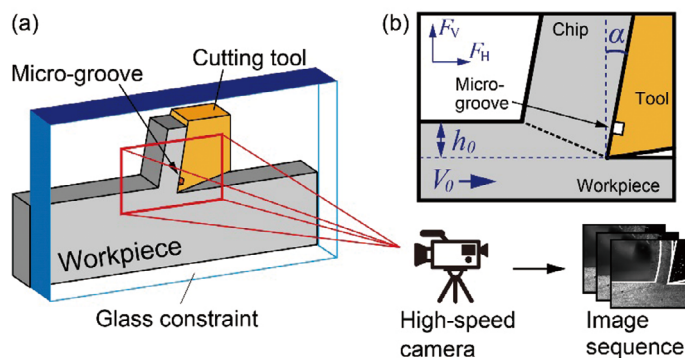 (a)
Cutting tool
Micro-groove
Workpiece
Glass constraint
(b)
F_V
F_H
Chip
α
Micro-
groove
Tool
h_0
V_0
Workpiece
High-speed
camera
Image
sequence